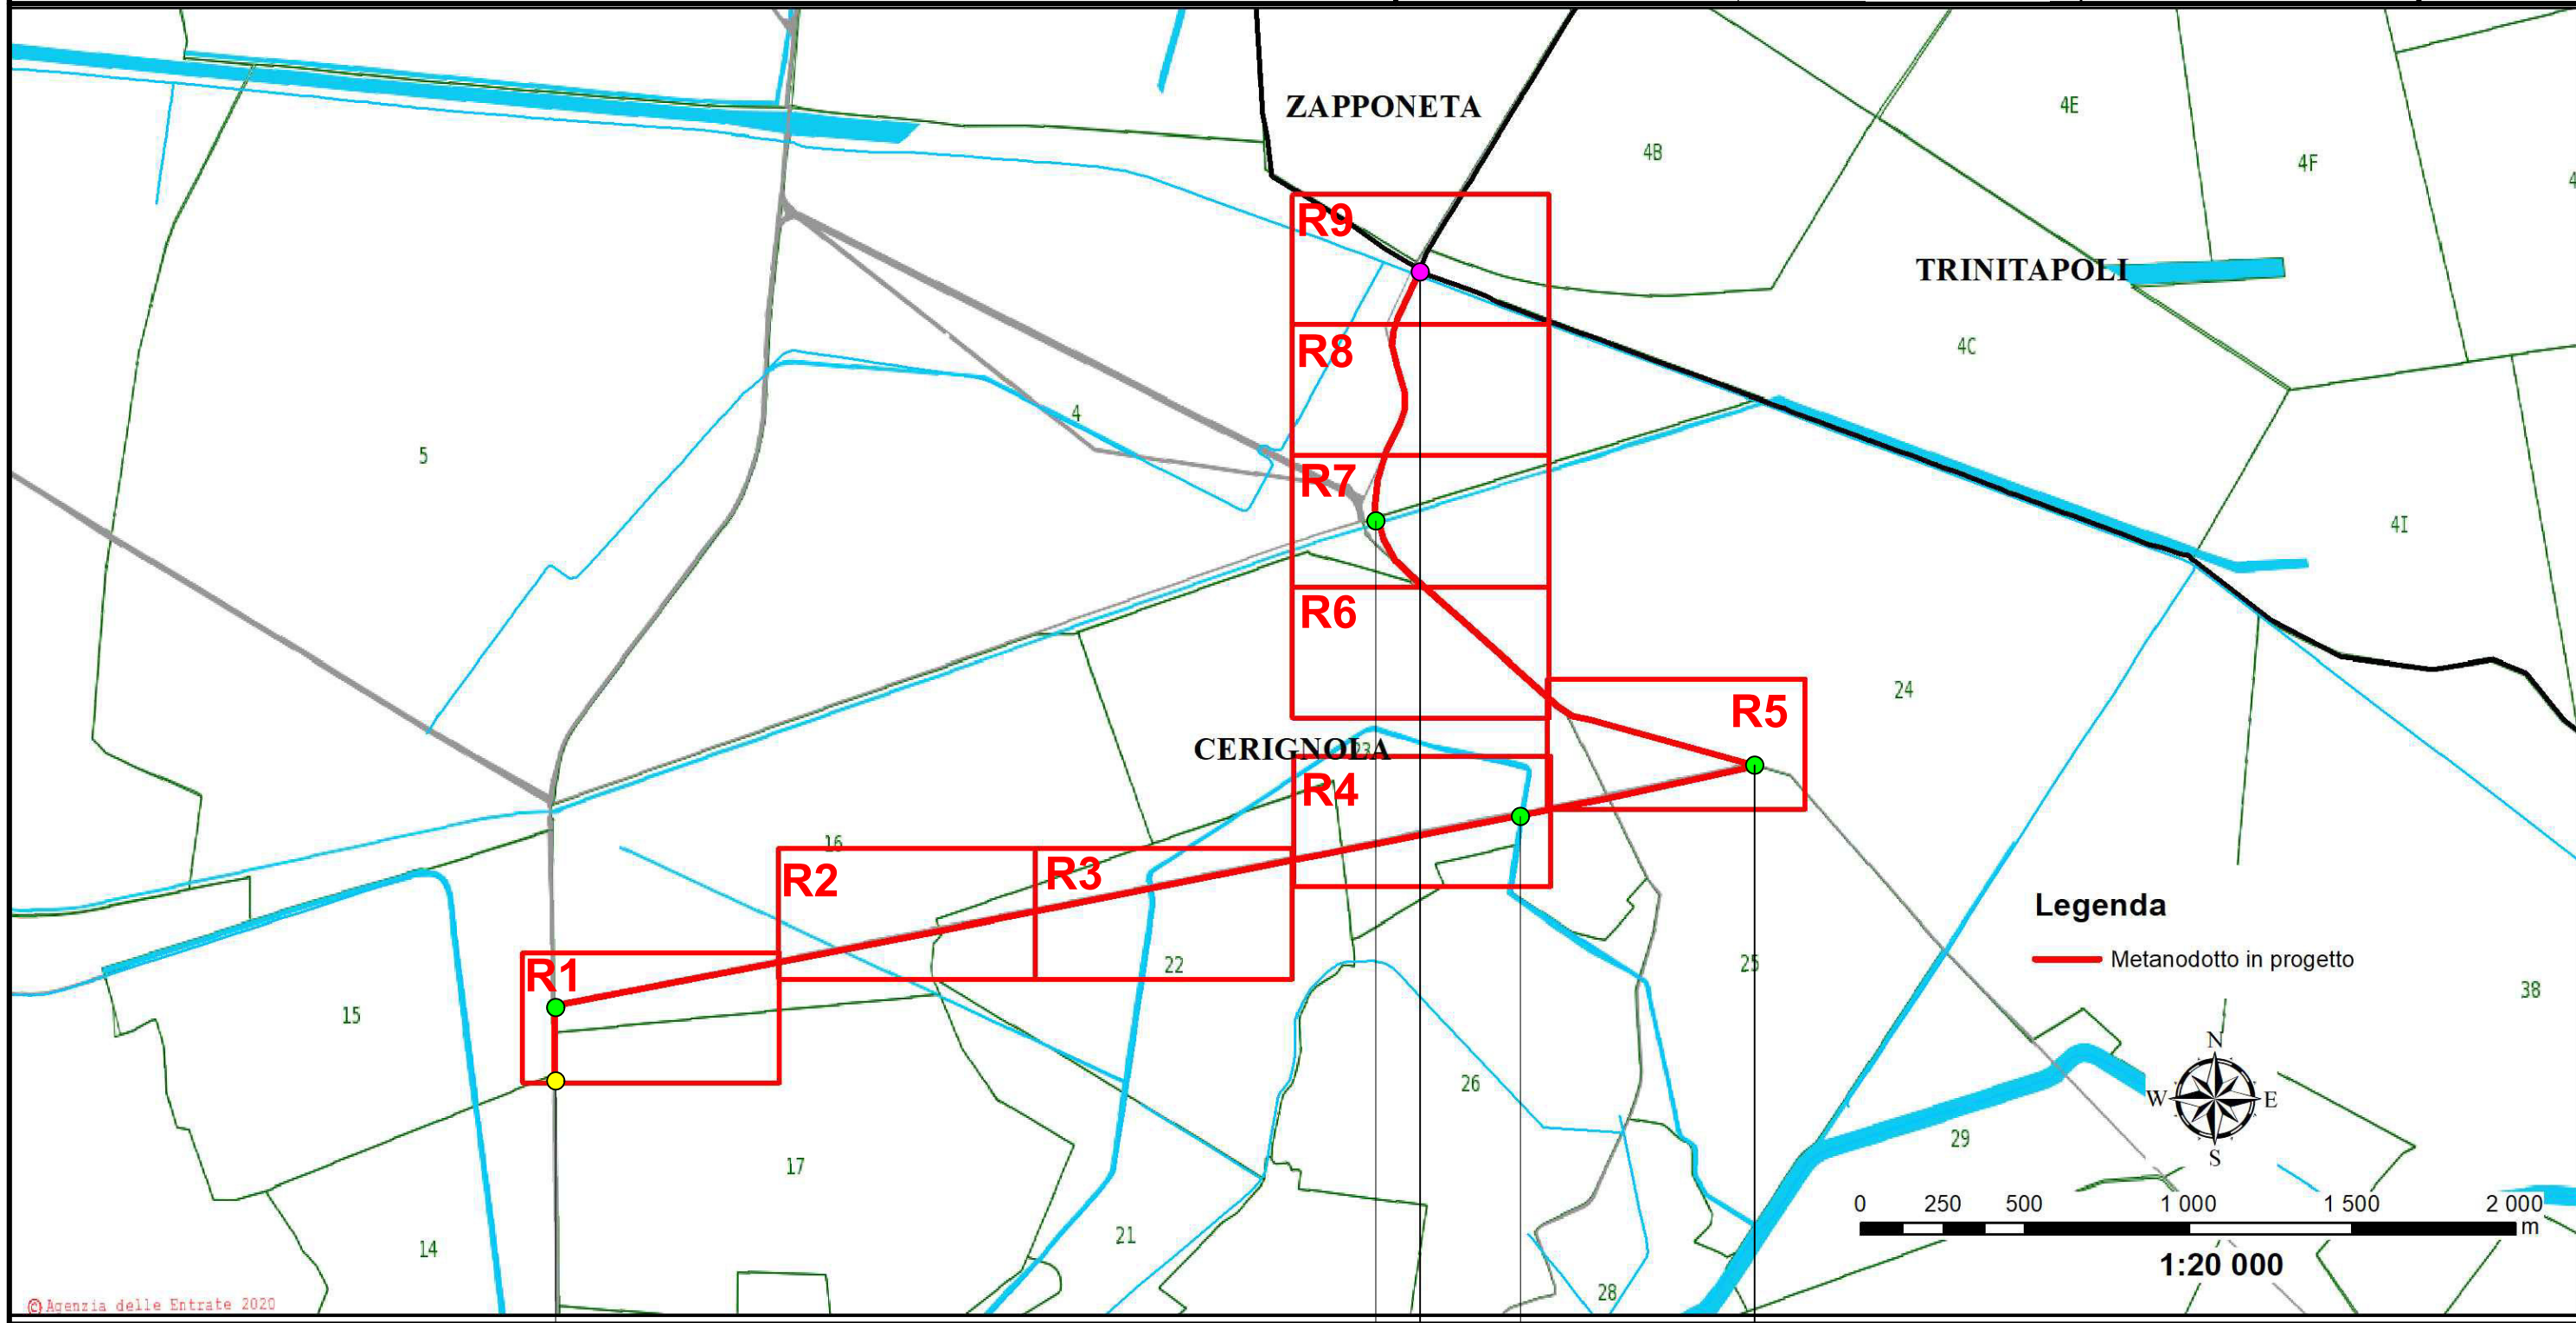 ZAPPONETA
4E
4B
4F
4
R9
TRINITAPOLI
R8
4C
4
5
R7
4I
R6
24
R5
CERIGNOLA
23
R4
16
R2
R3
Legenda
Metanodotto in progetto
22
25
R1
38
15
N
W
E
S
26
29
17
0 250 500 1 000 1 500 2 000
m
21
14
1:20 000
28
© Agenzia delle Entrate 2020